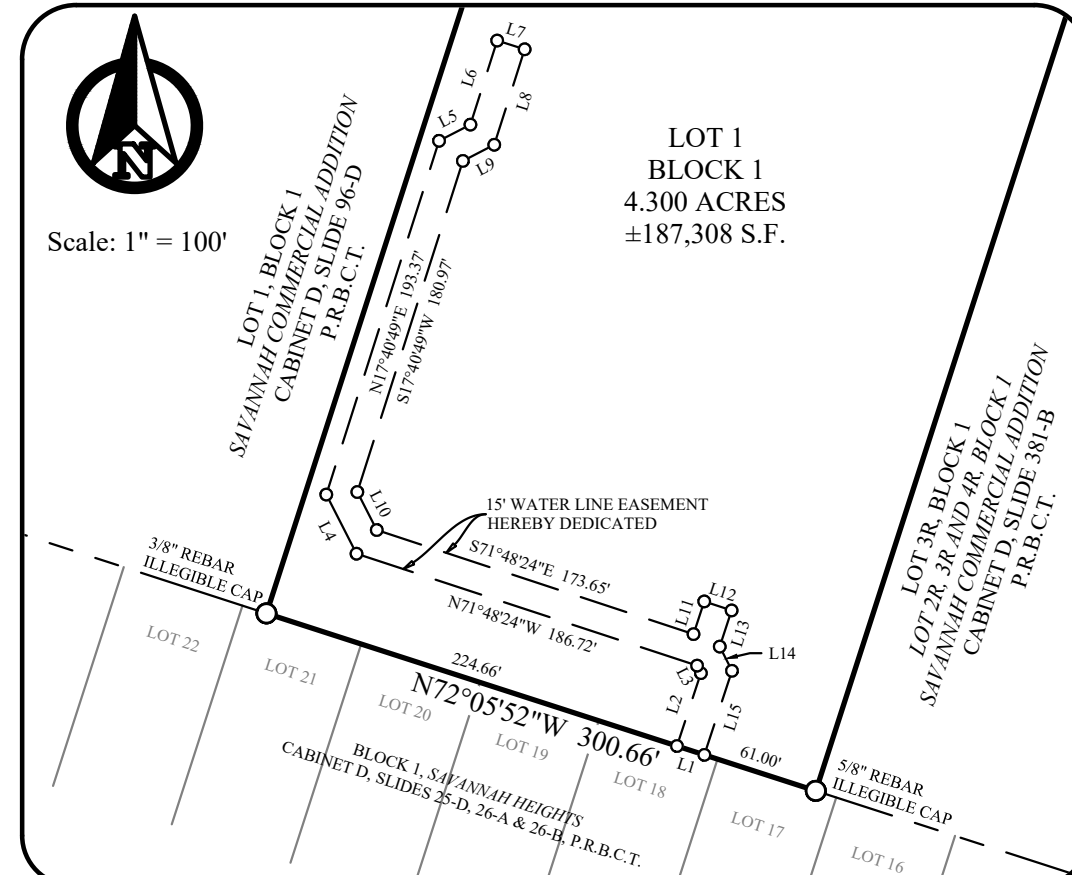 N
Scale: 1" = 100'
LOT 1, BLOCK 1
SAVANNAH COMMERCIAL ADDITION
CABINET D, SLIDE 96-D
P.R.B.C.T.
L7
L6
L8
L5
L9
LOT 1
BLOCK 1
4.300 ACRES
±187,308 S.F.
N17°40'49"E 193.37'
S17°40'49"W 180.97'
L10
L4
15' WATER LINE EASEMENT
HEREBY DEDICATED
S71°48'24"E 173.65'
N71°48'24"W 186.72'
L11
L12
L13
L14
L3
L2
L15
L1
LOT 3R, BLOCK 1
LOT 2R, 3R AND 4R, BLOCK 1
SAVANNAH COMMERCIAL ADDITION
CABINET D, SLIDE 381-B
P.R.B.C.T.
3/8" REBAR
ILLEGIBLE CAP
224.66'
N72°05'52"W 300.66'
61.00'
5/8" REBAR
ILLEGIBLE CAP
LOT 22
LOT 21
LOT 20
LOT 19
LOT 18
LOT 17
LOT 16
BLOCK 1, SAVANNAH HEIGHTS
CABINET D, SLIDES 25-D, 26-A & 26-B, P.R.B.C.T.